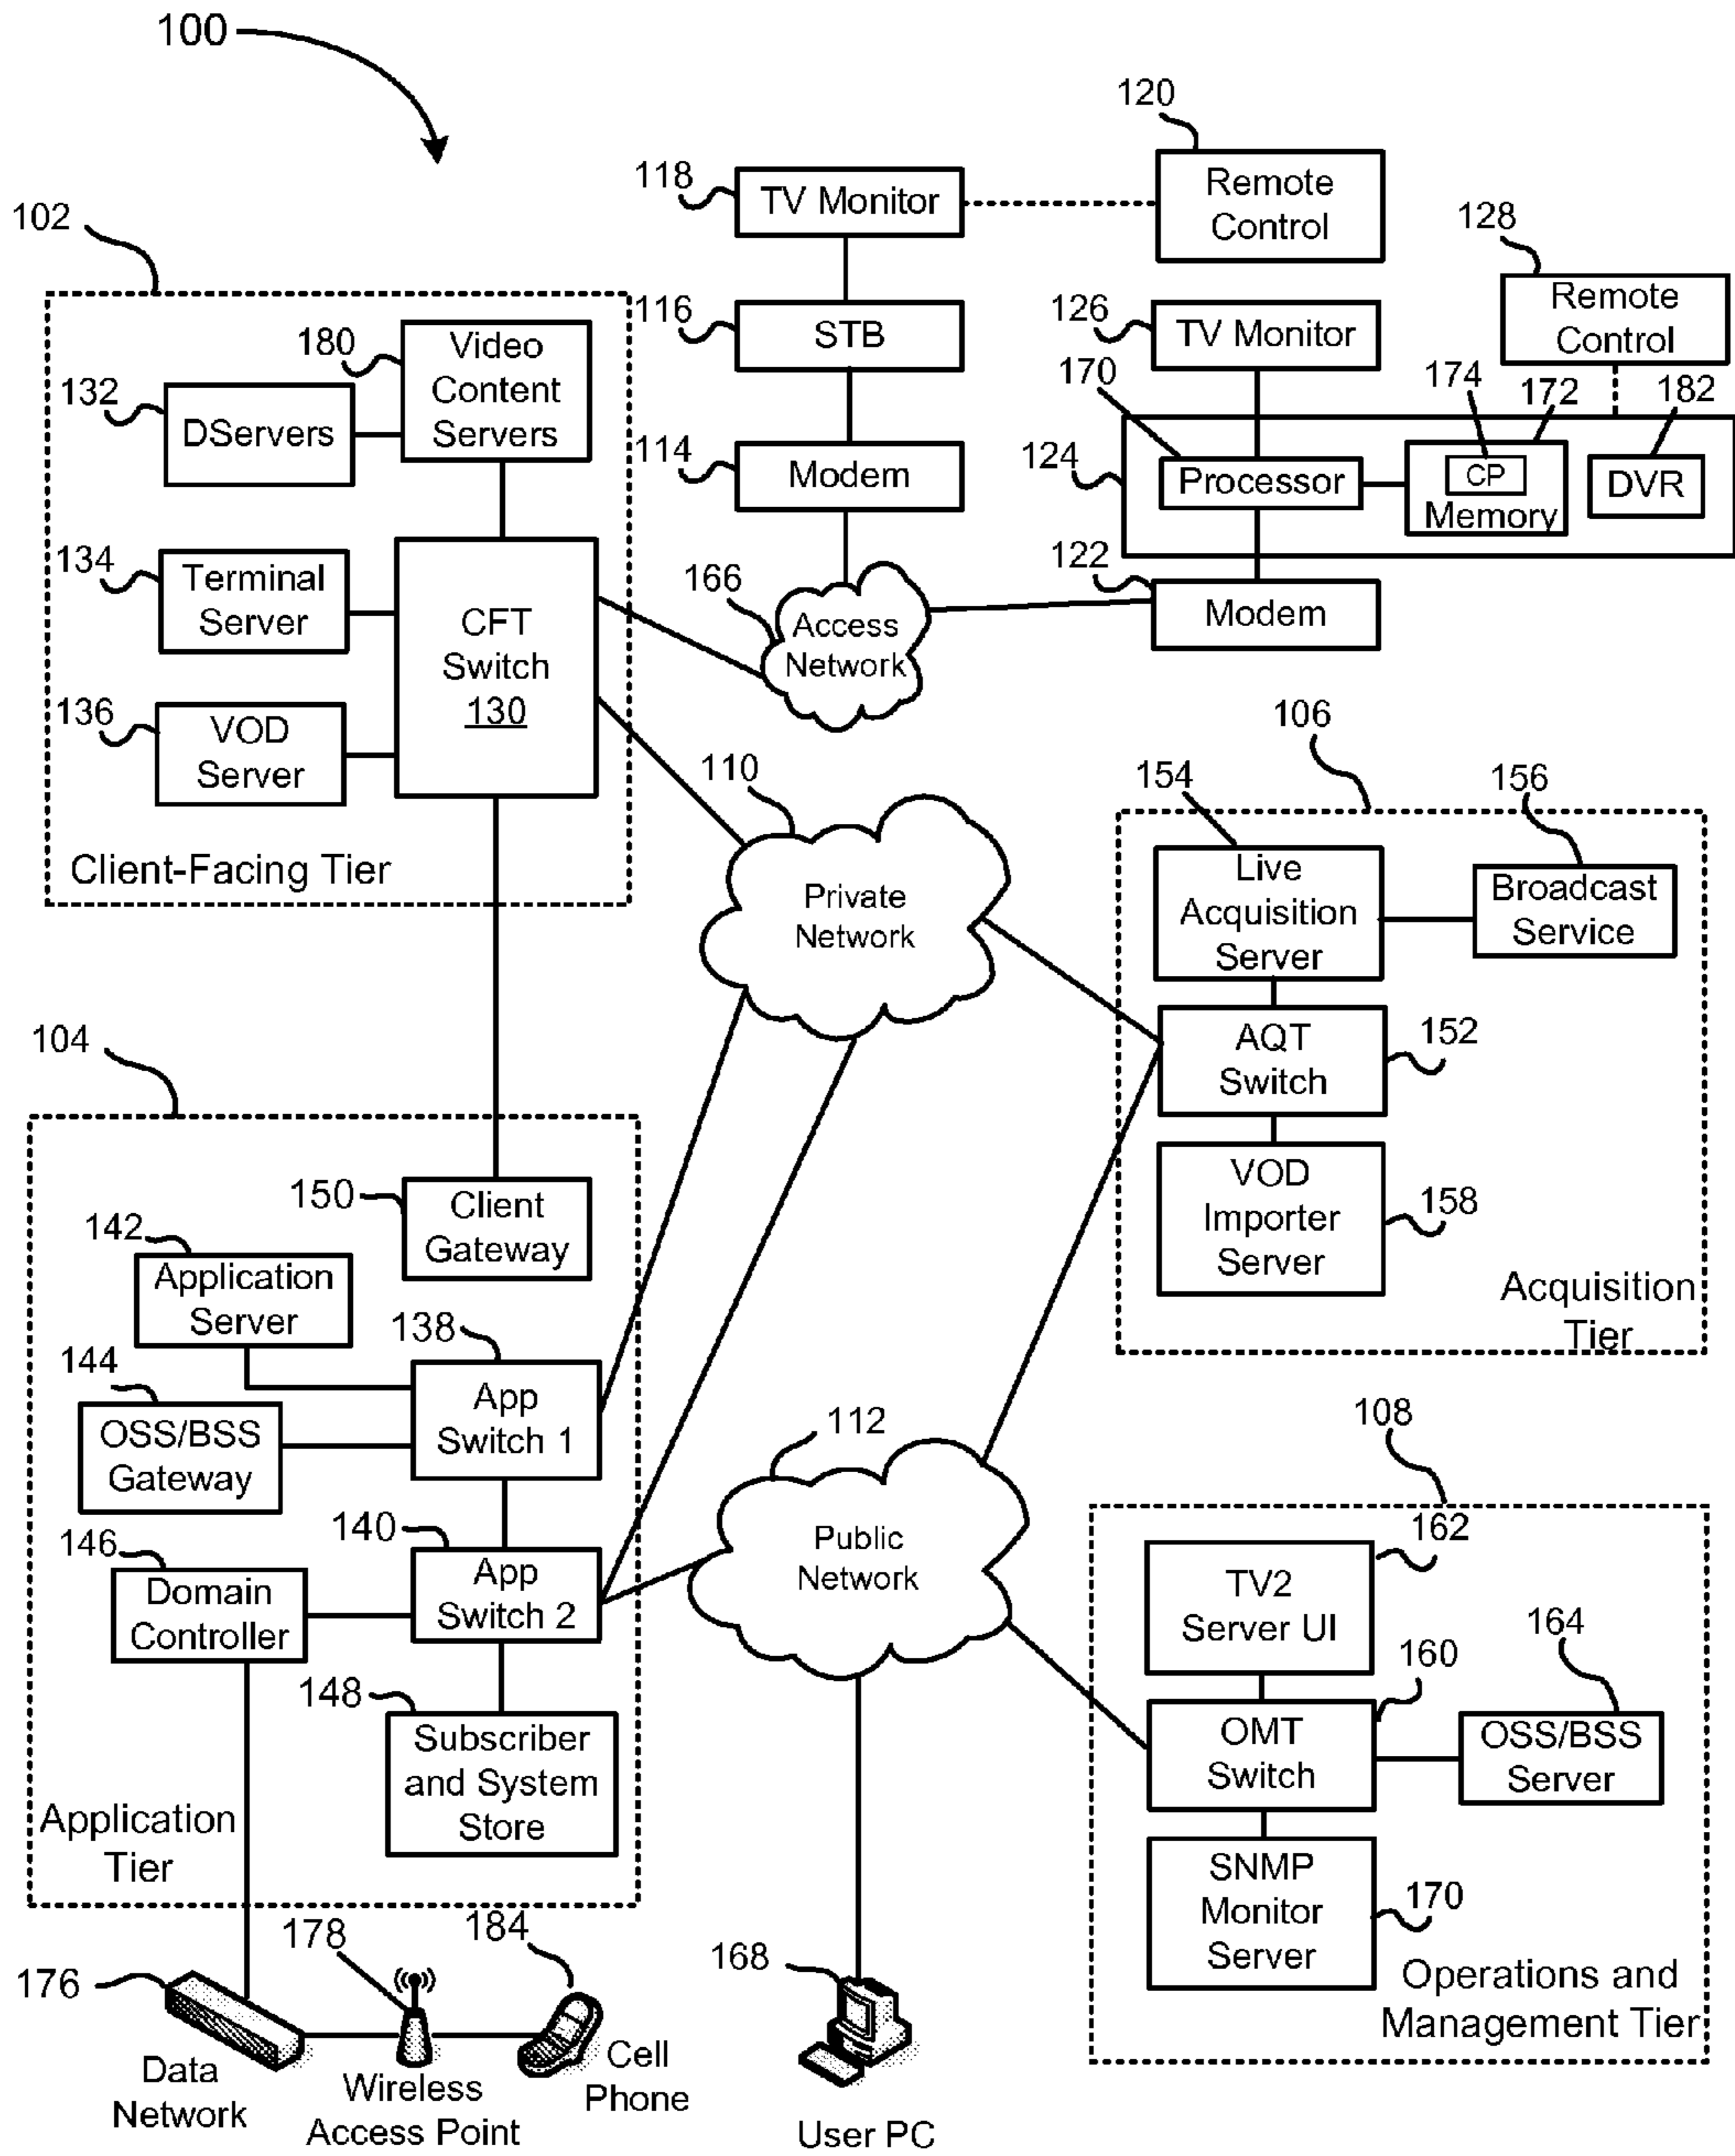 100
120
118
TV Monitor
Remote
Control
102
128
Remote
Control
116
STB
126
TV Monitor
180
Video
Content
Servers
132
DServers
170
174
172
182
114
Modem
124
Processor
CP
Memory
DVR
134
Terminal
Server
CFT
Switch
130
122
Modem
166
Access
Network
136
VOD
Server
Client-Facing Tier
106
110
Private
Network
154
156
Live
Acquisition
Server
Broadcast
Service
104
AQT
Switch
152
150
Client
Gateway
VOD
Importer
Server
158
Acquisition
Tier
142
Application
Server
138
144
OSS/BSS
Gateway
App
Switch 1
108
112
Public
Network
140
146
Domain
Controller
App
Switch 2
162
TV2
Server UI
164
160
148
Subscriber
and System
Store
OMT
Switch
OSS/BSS
Server
Application
Tier
SNMP
Monitor
Server
170
Operations and
Management Tier
178
184
168
176
Data
Network
Wireless
Access Point
Cell
Phone
User PC